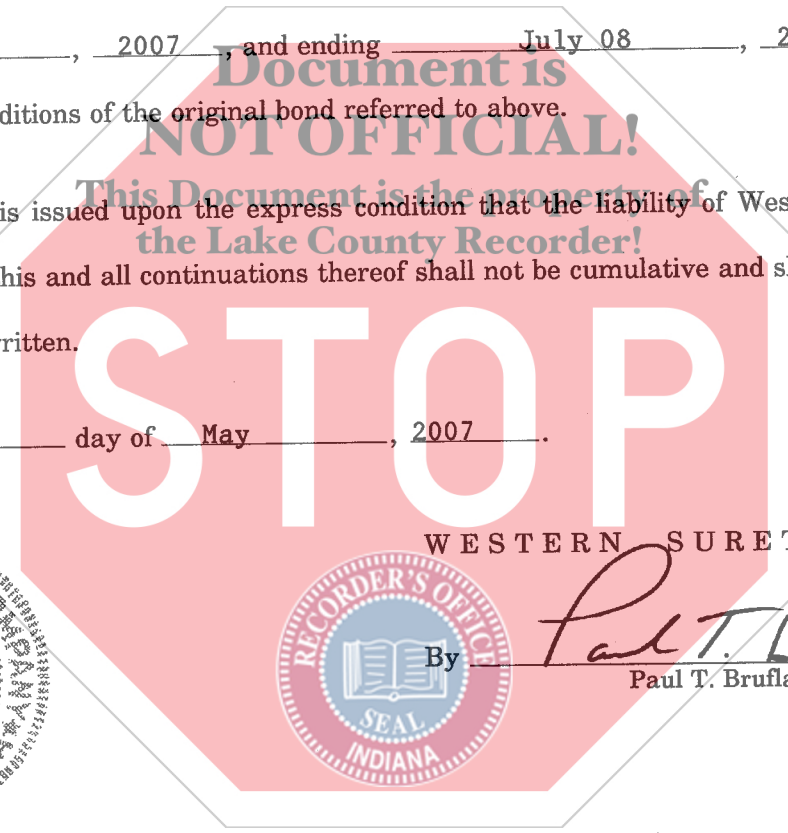 , 2007, and ending July 08, 2
Document is
ditions of the original bond referred to above.
NOT OFFICIAL!
This Document is the property of
is issued upon the express condition that the liability of Wes
the Lake County Recorder!
his and all continuations thereof shall not be cumulative and s
ritten.
STOP
day of May, 2007.
WESTERN SURET
RECORDER'S OFFICE
By Paul T.
Paul T. Brufla
SEAL
INDIANA